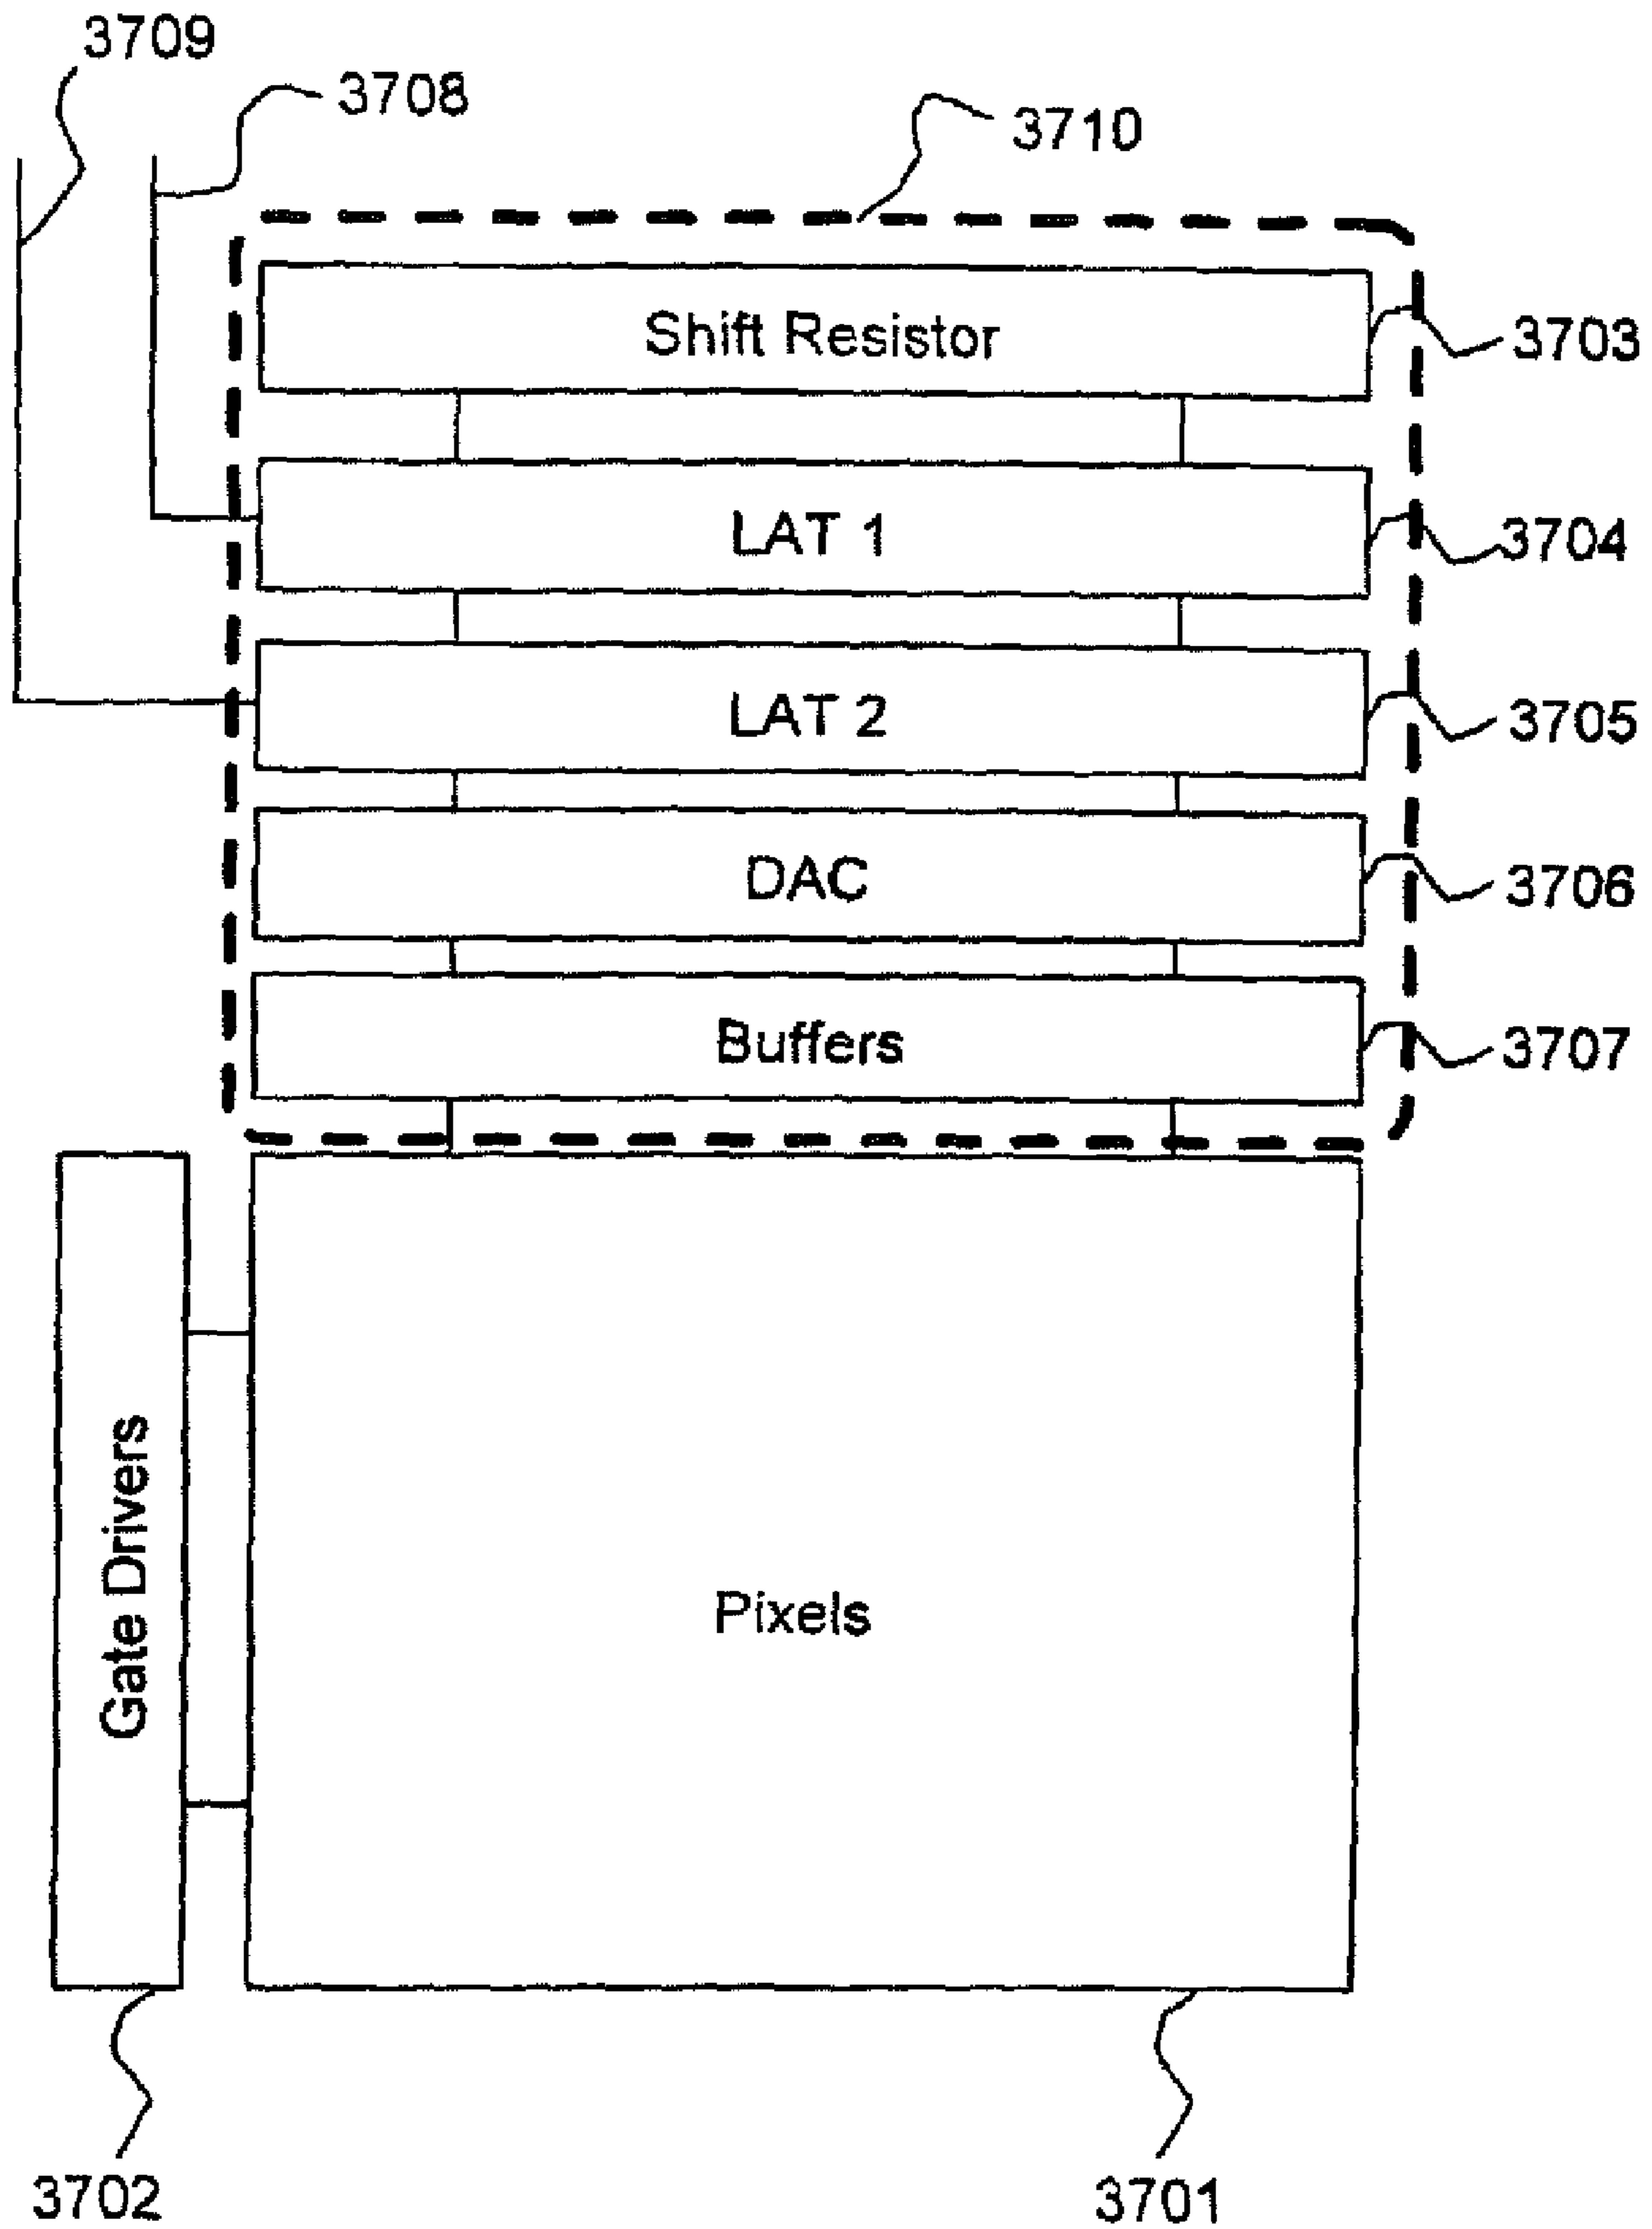 3709
3708
3710
Shift Resistor
3703
LAT 1
3704
LAT 2
3705
DAC
3706
Buffers
3707
Gate Drivers
Pixels
3702
3701